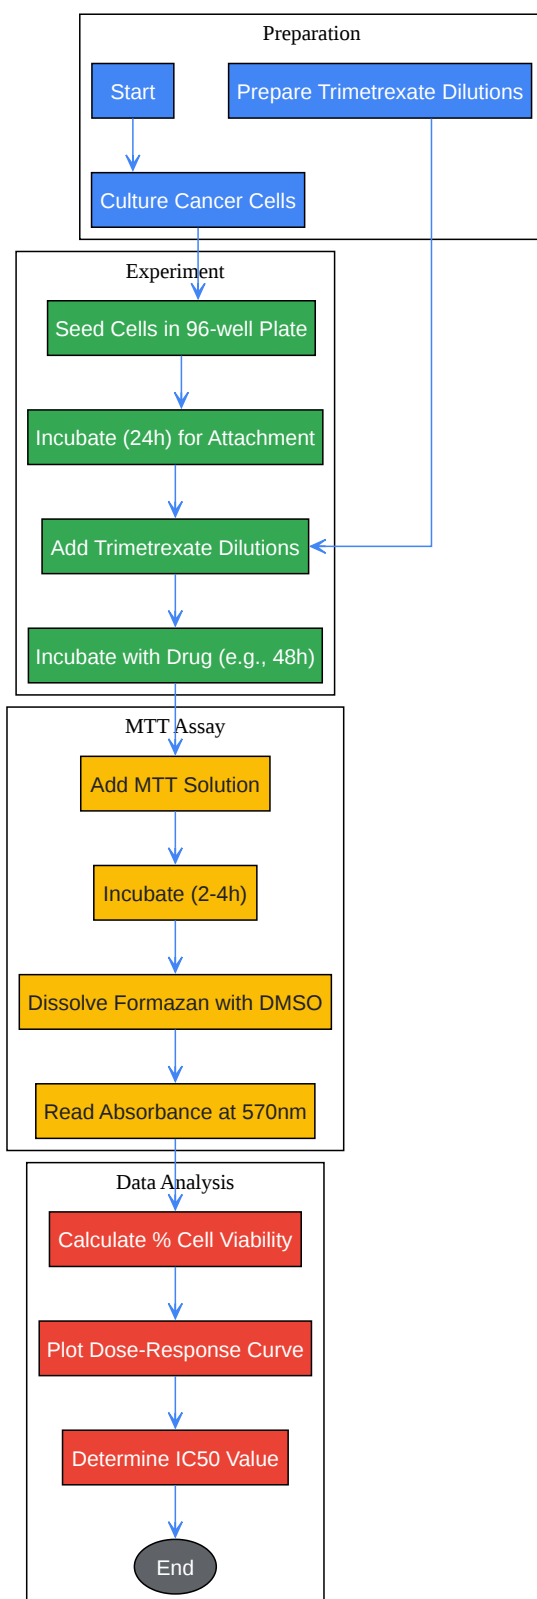 Preparation
Start
Prepare Trimetrexate Dilutions
Culture Cancer Cells
Experiment
Seed Cells in 96-well Plate
Incubate (24h) for Attachment
Add Trimetrexate Dilutions
Incubate with Drug (e.g., 48h)
MTT Assay
Add MTT Solution
Incubate (2-4h)
Dissolve Formazan with DMSO
Read Absorbance at 570nm
Data Analysis
Calculate % Cell Viability
Plot Dose-Response Curve
Determine IC50 Value
End